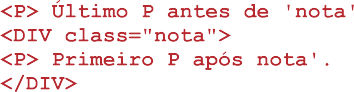 <P> Último P antes de 'nota'
<DIV class="nota">
<P> Primeiro P após nota'.
</DIV>